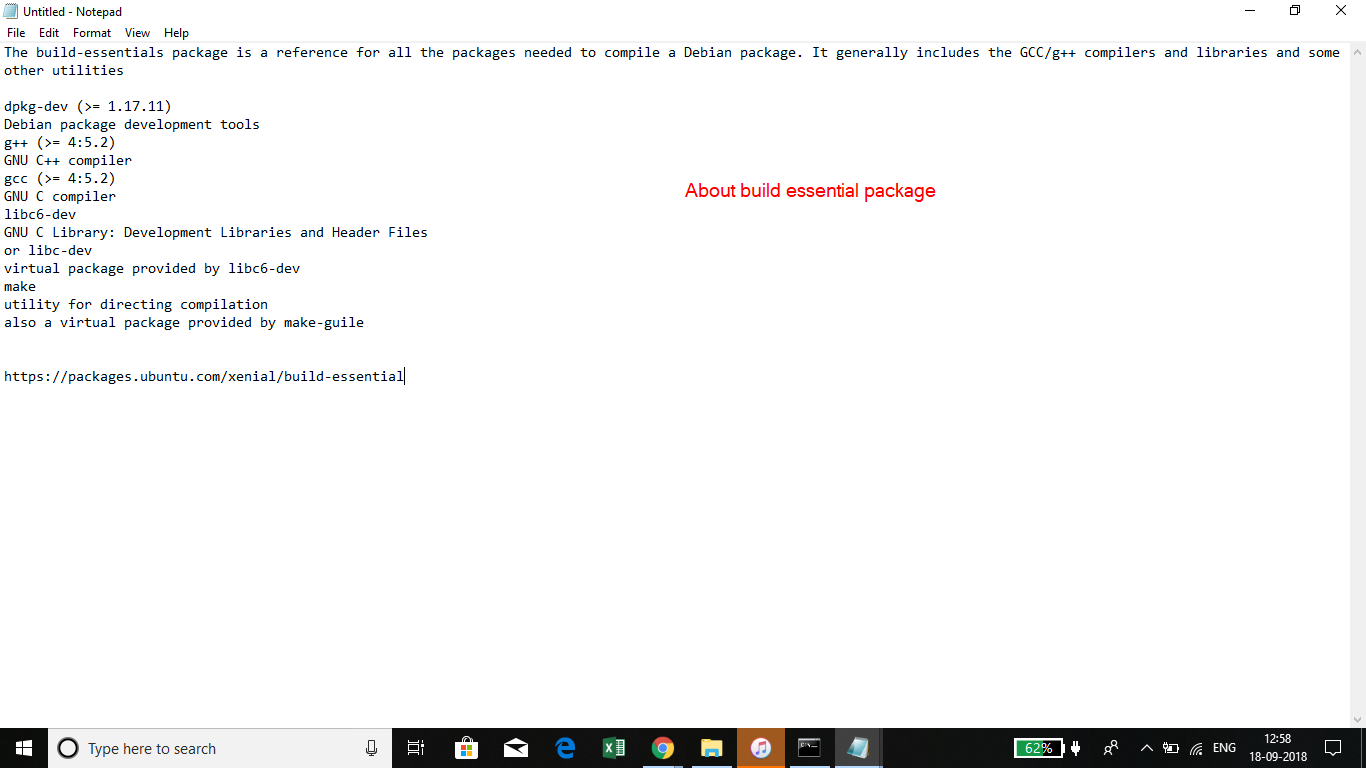 Untitled - Notepad
File Edit Format View Help
The build-essentials package is a reference for all the packages needed to compile a Debian package. It generally includes the GCC/g++ compilers and libraries and some
other utilities
dpkg-dev (>= 1.17.11)
Debian package development tools
g++ (>= 4:5.2)
GNU C++ compiler
gcc (>= 4:5.2)
About build essential package
GNU C compiler
libc6-dev
GNU C Library: Development Libraries and Header Files
or libc-dev
virtual package provided by libc6-dev
make
utility for directing compilation
also a virtual package provided by make-guile
https://packages.ubuntu.com/xenial/build-essential
Type here to search
62%
ENG
12:58
18-09-2018